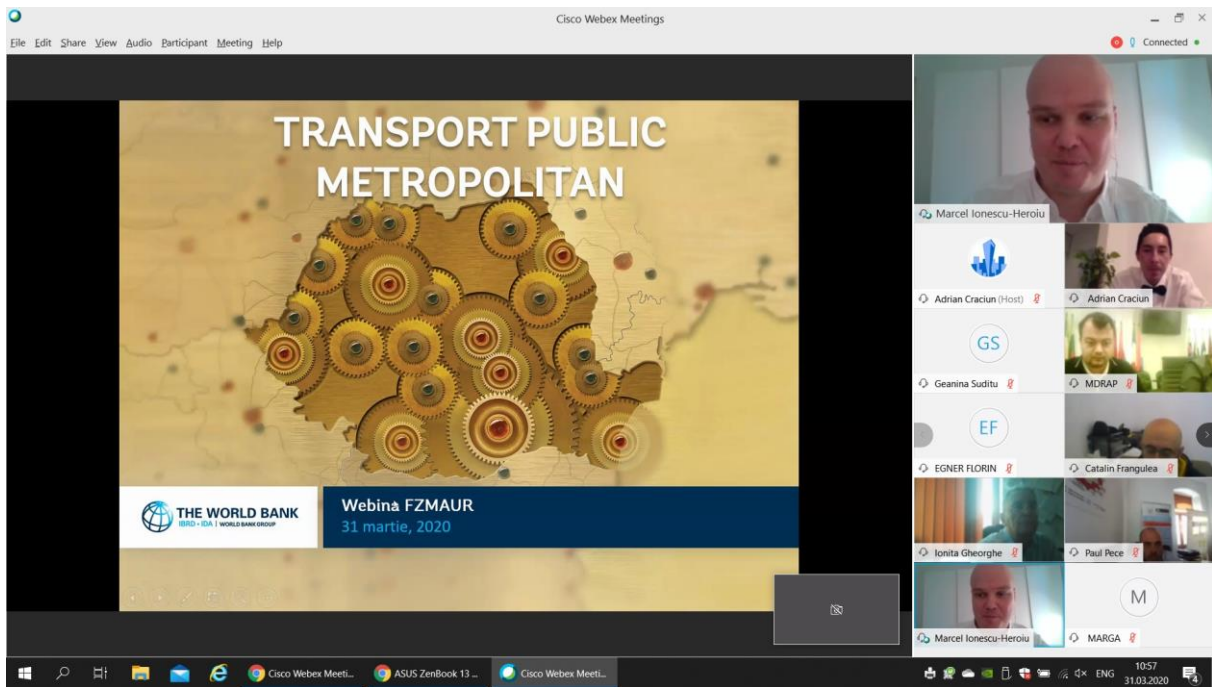 Cisco Webex Meetings
File Edit Share View Audio Participant Meeting Help
Connected
TRANSPORT PUBLIC
METROPOLITAN
THE WORLD BANK
IBRD • IDA | WORLD BANK GROUP
Webina FZMAUR
31 martie, 2020
Marcel Ionescu-Heroiu
Adrian Craciun (Host)
Adrian Craciun
GS
Geanina Suditu
MDRAP
EF
EGNER FLORIN
Catalin Frangulea
Ionita Gheorghe
Paul Pece
Marcel Ionescu-Heroiu
M
MARGA
Cisco Webex Meeti...
ASUS ZenBook 13 ...
Cisco Webex Meeti...
ENG
10:57
31.03.2020
4